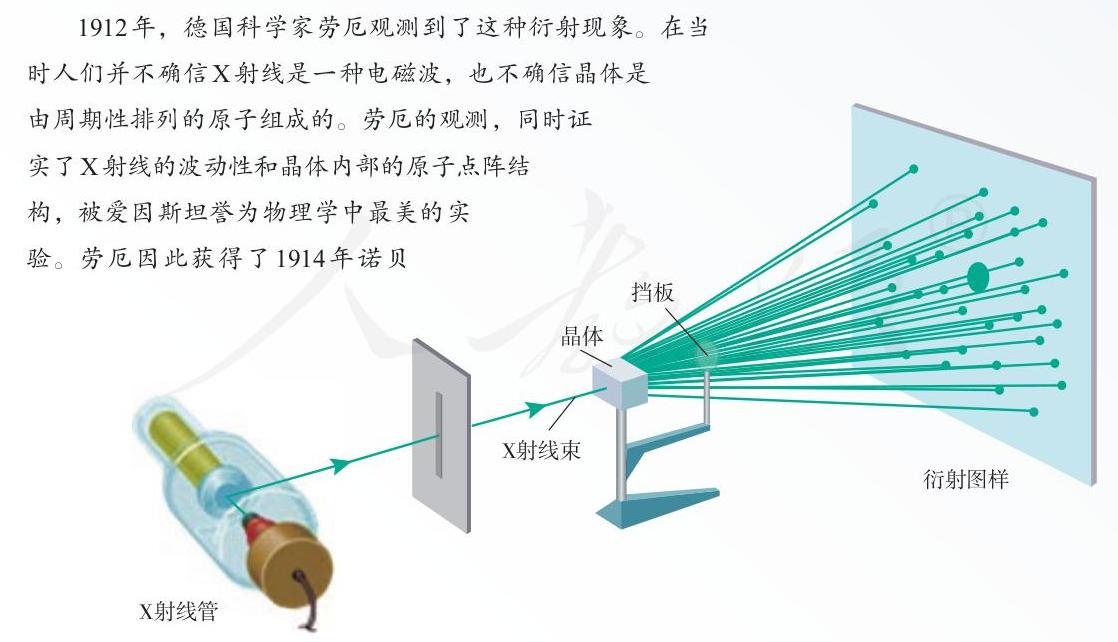 1912年，德国科学家劳厄观测到了这种衍射现象。在当
时人们并不确信X射线是一种电磁波，也不确信晶体是
由周期性排列的原子组成的。劳厄的观测，同时证
实了X射线的波动性和晶体内部的原子点阵结
构，被爱因斯坦誉为物理学中最美的实
验。劳厄因此获得了1914年诺贝
挡板
晶体
X射线束
衍射图样
X射线管